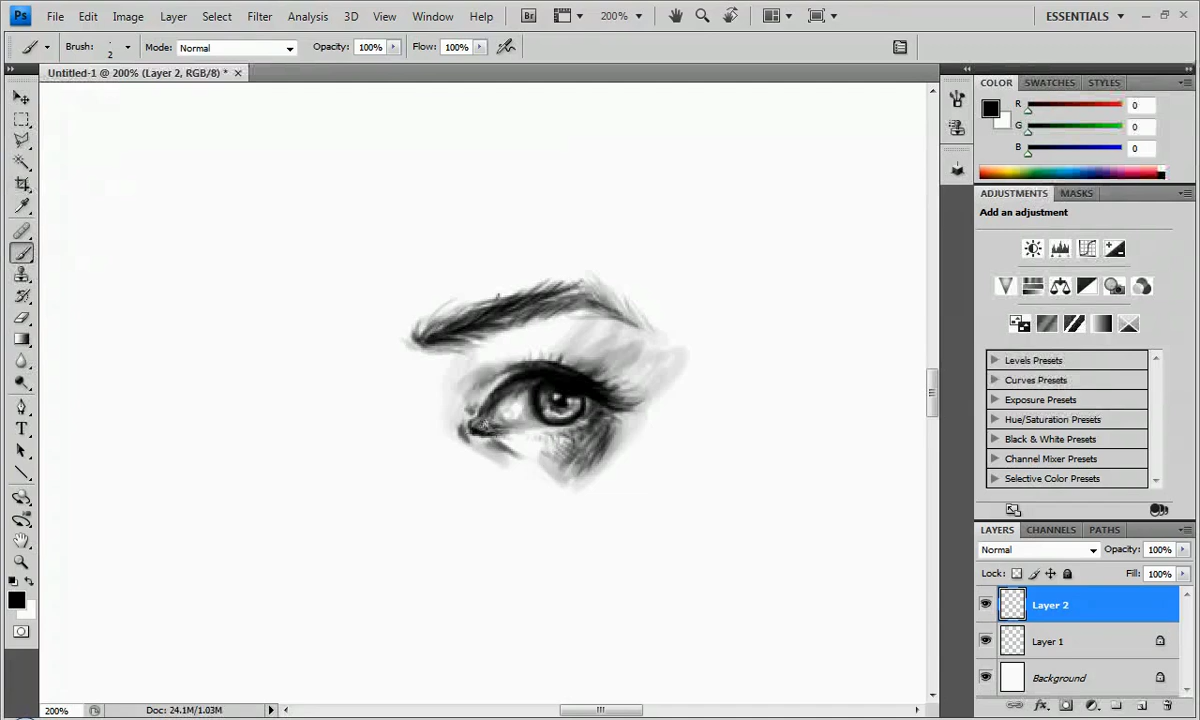 Ps File Edit Image Layer Select Filter Analysis 3D View Window Help Br 200% ESSENTIALS
Brush: 2 Mode: Normal Opacity: 100% Flow: 100%
Untitled-1 @ 200% (Layer 2, RGB/8) * ×
COLOR SWATCHES STYLES
R 0
G 0
B 0
ADJUSTMENTS MASKS
Add an adjustment
Levels Presets
Curves Presets
Exposure Presets
Hue/Saturation Presets
Black & White Presets
Channel Mixer Presets
Selective Color Presets
LAYERS CHANNELS PATHS
Normal Opacity: 100%
Lock: Fill: 100%
Layer 2
Layer 1
Background
200% Doc: 24.1M/1.03M